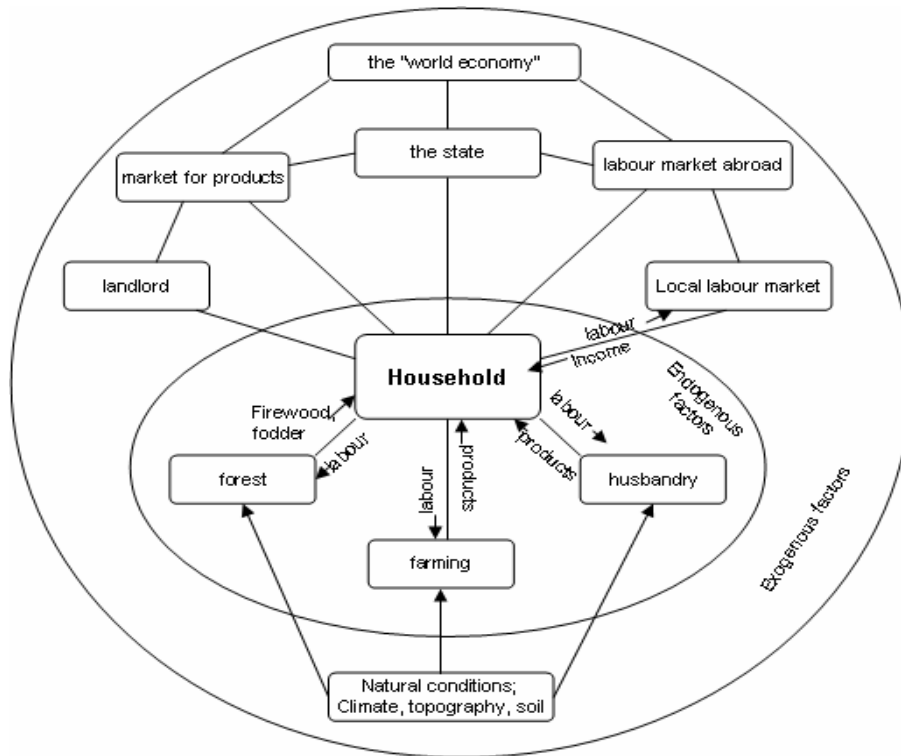 the "world economy"
the state
market for products
labour market abroad
landlord
Local labour market
labour
Income
Household
Endogenous
factors
Firewood,
fodder
labour
labour
products
labour
products
forest
husbandry
farming
Exogenous factors
Natural conditions;
Climate, topography, soil